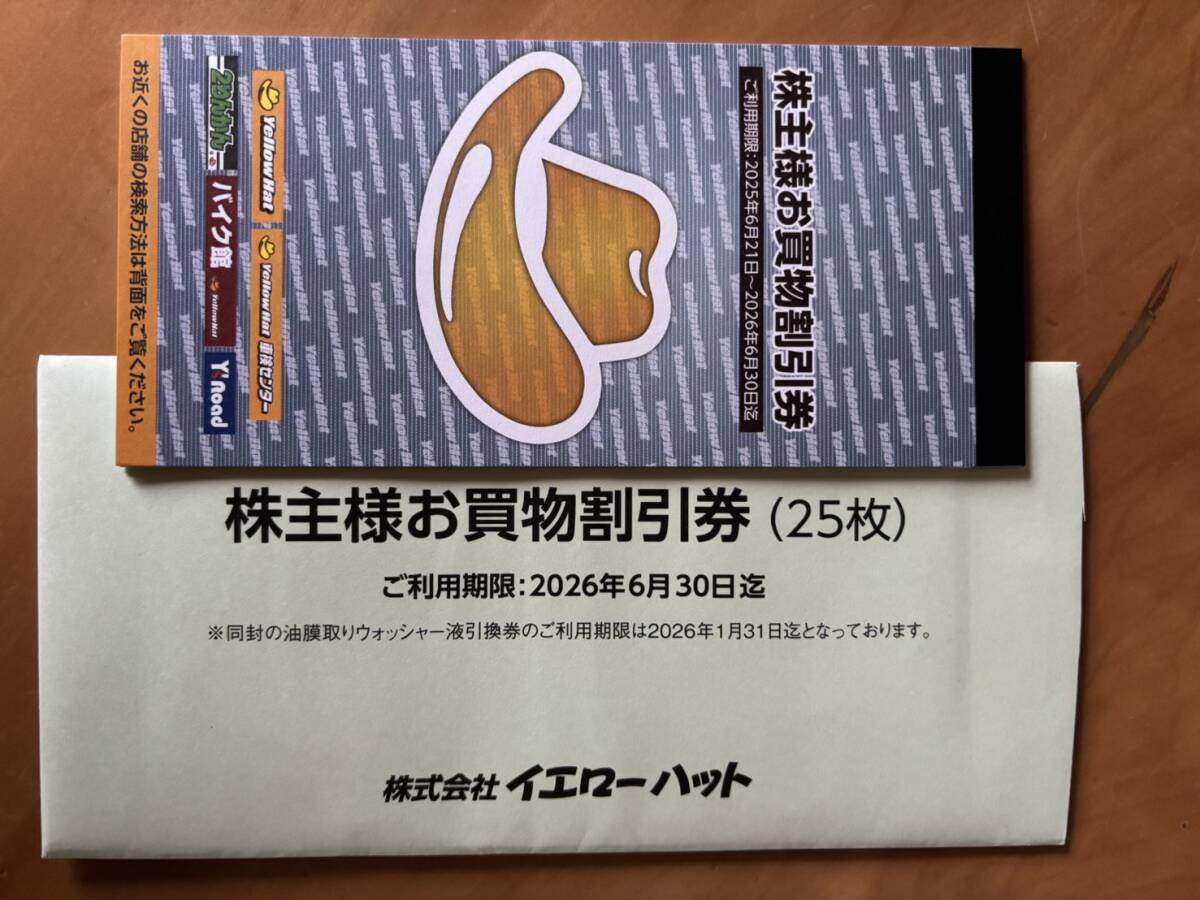 株主様お買物割引券
ご利用期限：2025年6月21日～2026年6月30日迄
YellowHat
YellowHat 車検センター
2りんかん
バイク館
YellowHat
Y'sRoad
お近くの店舗の検索方法は背面をご覧ください。
株主様お買物割引券（25枚）
ご利用期限：2026年6月30日迄
※同封の油膜取りウォッシャー液引換券のご利用期限は2026年1月31日迄となっております。
株式会社 イエローハット